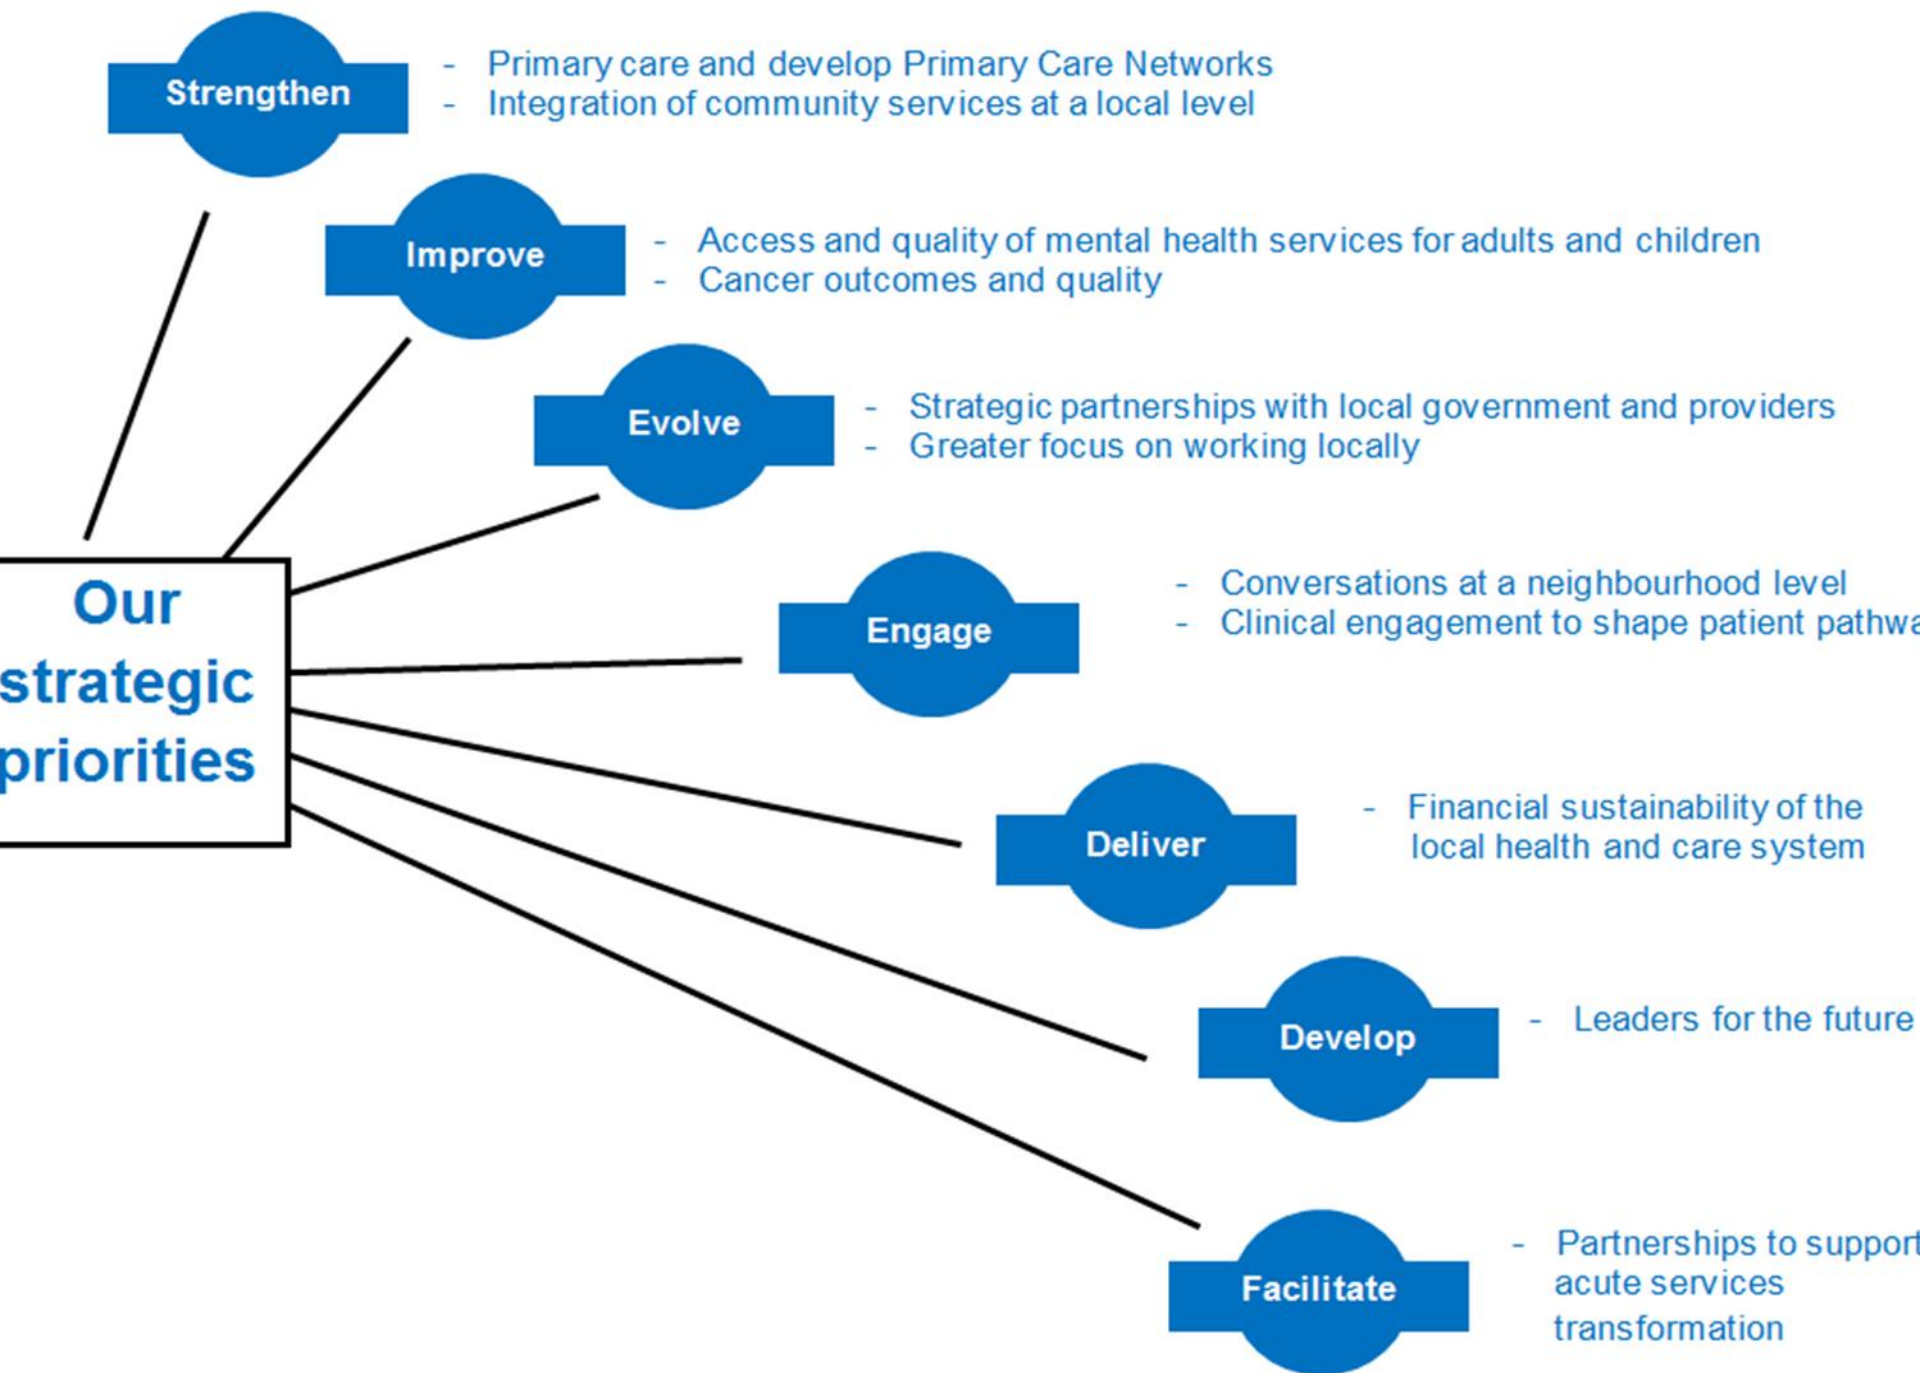 Strengthen
- Primary care and develop Primary Care Networks
- Integration of community services at a local level
Improve
- Access and quality of mental health services for adults and children
- Cancer outcomes and quality
Evolve
- Strategic partnerships with local government and providers
- Greater focus on working locally
Our
strategic
priorities
Engage
- Conversations at a neighbourhood level
- Clinical engagement to shape patient
Deliver
- Financial sustainability of the
local health and care system
Develop
- Leaders for the future
Facilitate
- Partnerships to support
acute services
transformation